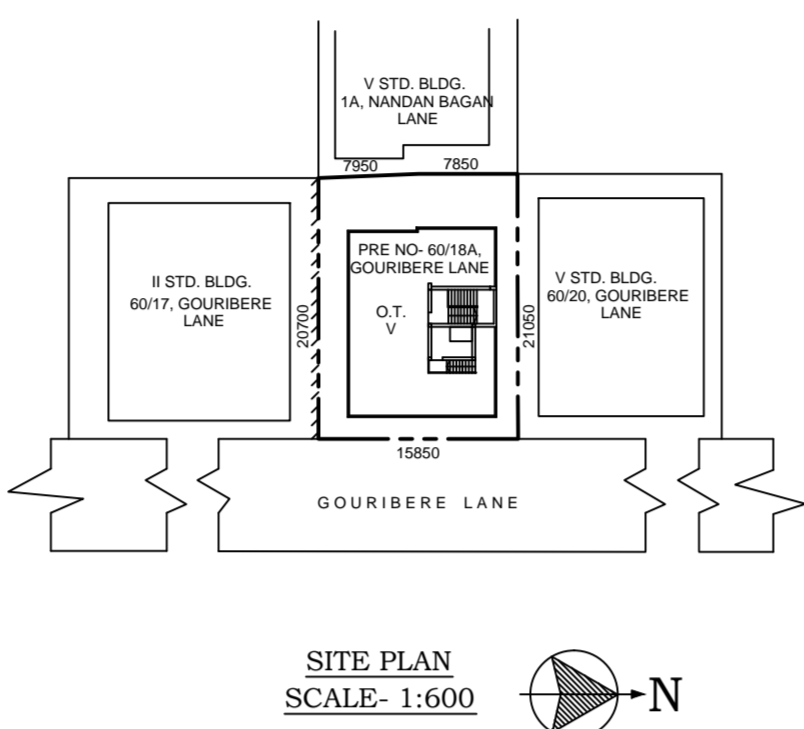 V STD. BLDG.
1A, NANDAN BAGAN
LANE
7950
7850
PRE NO- 60/18A,
GOURIBERE LANE
II STD. BLDG.
60/17, GOURIBERE
LANE
O.T.
V
V STD. BLDG.
60/20, GOURIBERE
LANE
20700
21050
15850
GOURIBERE LANE
SITE PLAN
SCALE- 1:600
N